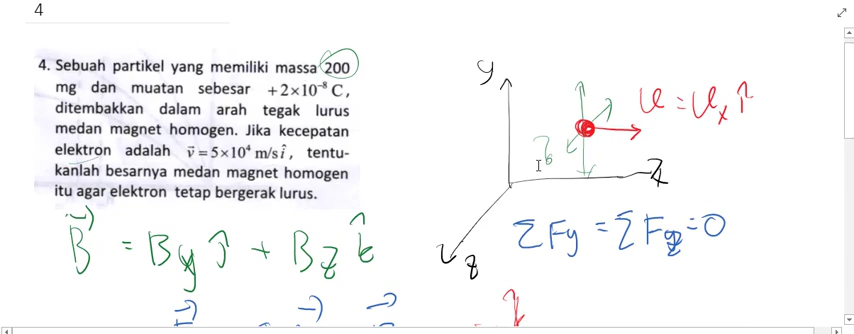 4
4. Sebuah partikel yang memiliki massa 200
mg dan muatan sebesar +2×10⁻⁸ C,
ditembakkan dalam arah tegak lurus
medan magnet homogen. Jika kecepatan
elektron adalah v⃗ = 5×10⁴ m/s î, tentu-
kanlah besarnya medan magnet homogen
itu agar elektron tetap bergerak lurus.
y
v = vₓ î
z
ΣFy = ΣFz = 0
B⃗ = By ĵ + Bz k̂